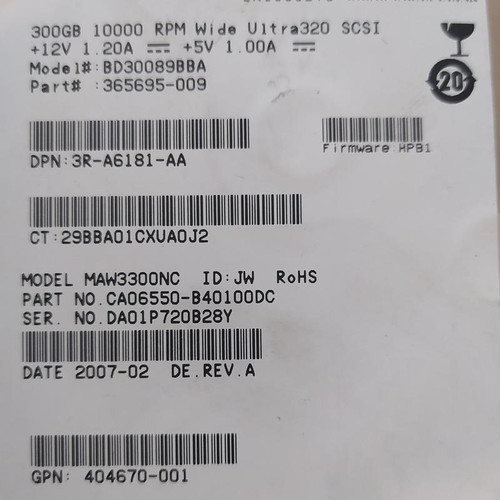 300GB 10000 RPM Wide Ultra320 SCSI
+12V 1.20A +5V 1.00A
Model#:BD30089BBA
Part# :365695-009
20
Firmware:HPB1
DPN:3R-A6181-AA
CT:29BBA01CXUA0J2
MODEL MAW3300NC ID:JW RoHS
PART NO.CA06550-B40100DC
SER. NO.DA01P720B28Y
DATE 2007-02 DE.REV.A
GPN: 404670-001